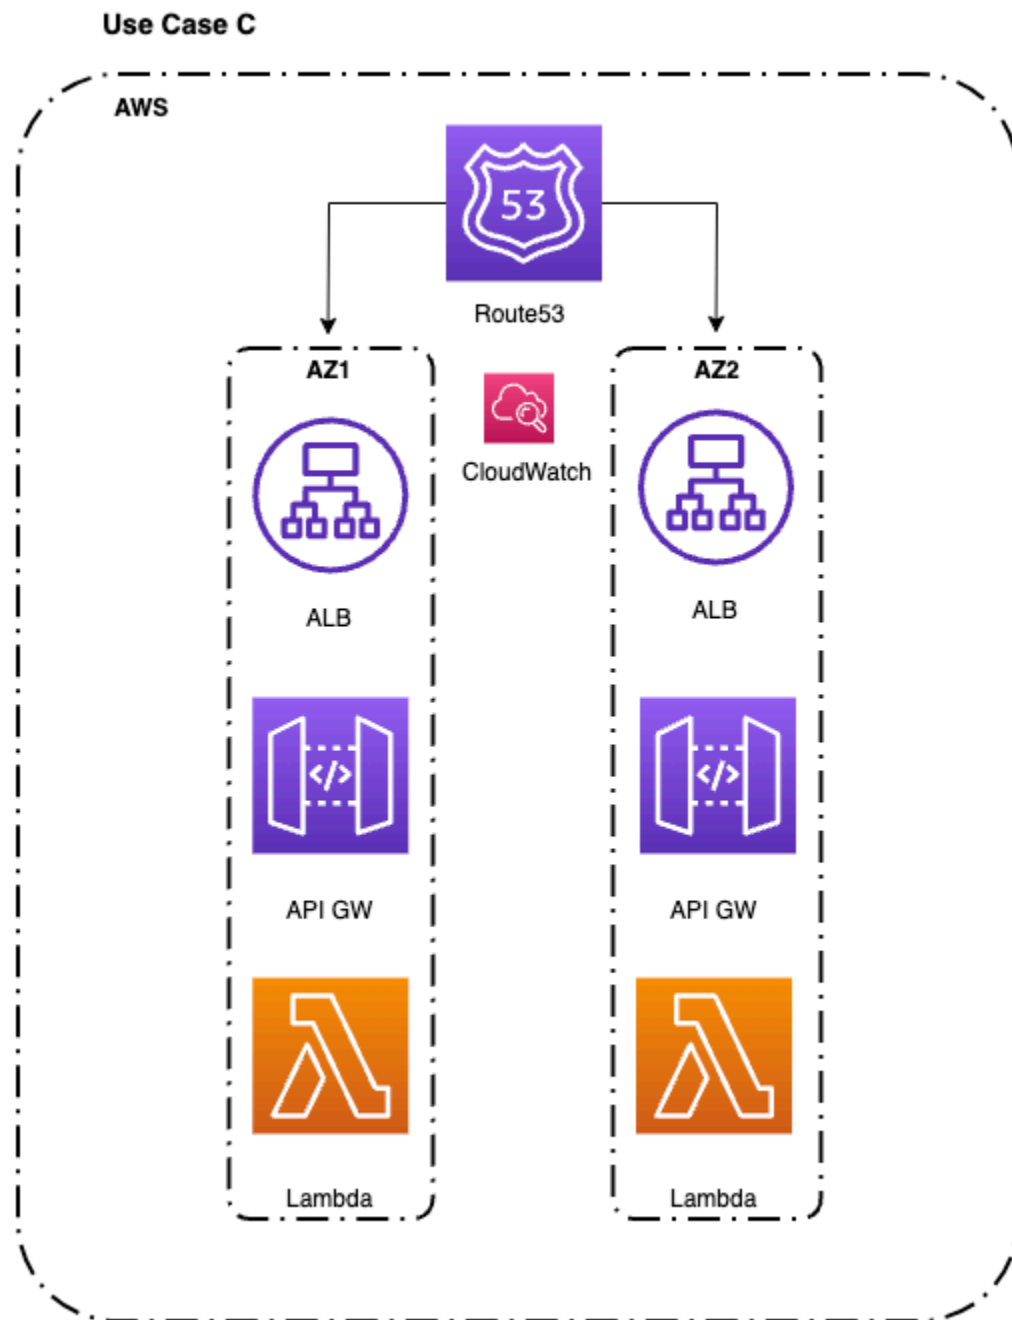 Use Case C
AWS
53
Route53
AZ1
AZ2
CloudWatch
ALB
ALB
</>
</>
API GW
API GW
Lambda
Lambda